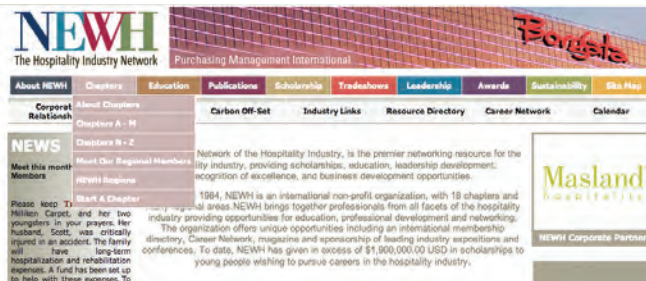 NEWH
The Hospitality Industry Network
Purchasing Management International
About NEWH Chapters Education Publications Scholarship Tradeshows Leadership Awards Sustainability Site Map
Corporat
Relationsh
Carbon Off-Set Industry Links Resource Directory Career Network Calendar
About Chapters
Chapters A - M
Chapters N - Z
Meet Our Regional Members
NEWH Regions
Start A Chapter
NEWS
Meet this month
Members
Please keep
Milliken Carpet, and her two
youngsters in your prayers. Her
husband, Scott, was critically
injured in an accident. The family
will have long-term
hospitalization and rehabilitation
expenses. A fund has been set up
to help with these expenses. To
Network of the Hospitality Industry, is the premier networking resource for the
ity industry, providing scholarships, education, leadership development,
ecognition of excellence, and business development opportunities.
1984, NEWH is an international non-profit organization, with 18 chapters and
areas. NEWH brings together professionals from all facets of the hospitality
industry providing opportunities for education, professional development and networking.
The organization offers unique opportunities including an international membership
directory, Career Network, magazine and sponsorship of leading industry expositions and
conferences. To date, NEWH has given in excess of $1,900,000.00 USD in scholarships to
young people wishing to pursue careers in the hospitality industry.
Masland
hospitality
NEWH Corporate Partner